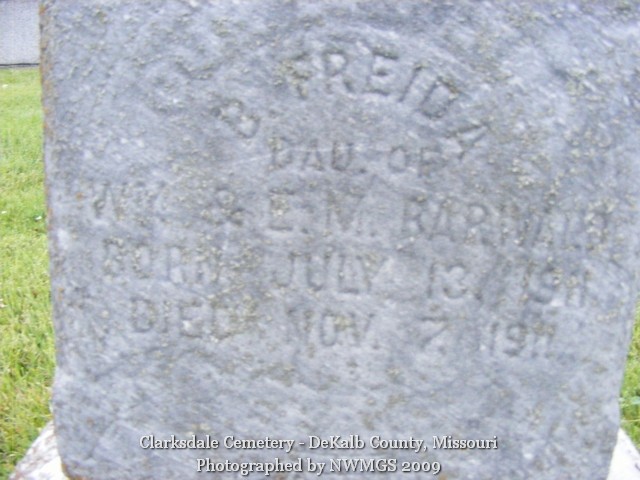 B. FREIDA
DAU. OF
WM. & E. M. BARNARD
BORN JULY 13, 1911
DIED NOV. 7, 1911
Clarksdale Cemetery - DeKalb County, Missouri
Photographed by NWMGS 2009